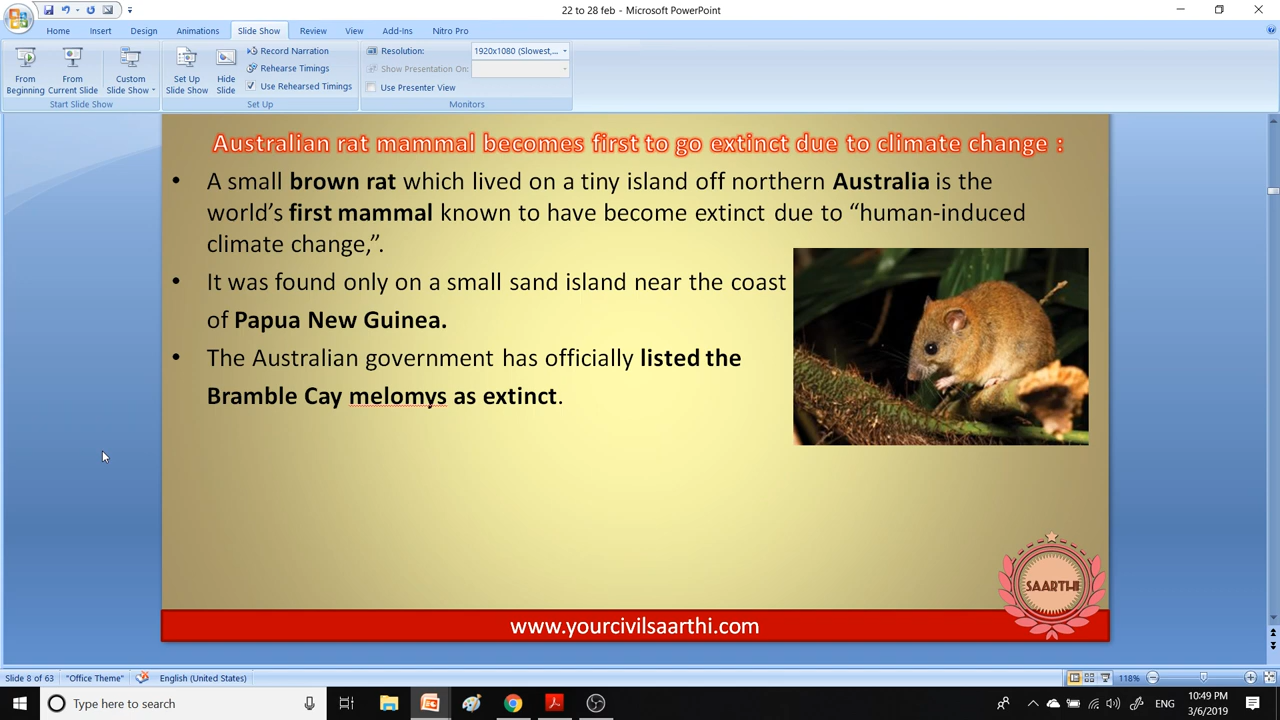 22 to 28 feb - Microsoft PowerPoint
Home Insert Design Animations Slide Show Review View Add-Ins Nitro Pro
From Beginning
From Current Slide
Custom Slide Show
Start Slide Show
Set Up Slide Show
Hide Slide
Record Narration
Rehearse Timings
Use Rehearsed Timings
Set Up
Resolution: 1920x1080 (Slowest,...
Show Presentation On:
Use Presenter View
Monitors
Australian rat mammal becomes first to go extinct due to climate change :
• A small brown rat which lived on a tiny island off northern Australia is the
world’s first mammal known to have become extinct due to “human-induced
climate change,”.
• It was found only on a small sand island near the coast
of Papua New Guinea.
• The Australian government has officially listed the
Bramble Cay melomys as extinct.
SAARTHI
www.yourcivilsaarthi.com
Slide 8 of 63 "Office Theme" English (United States) 118%
Type here to search
ENG
10:49 PM
3/6/2019